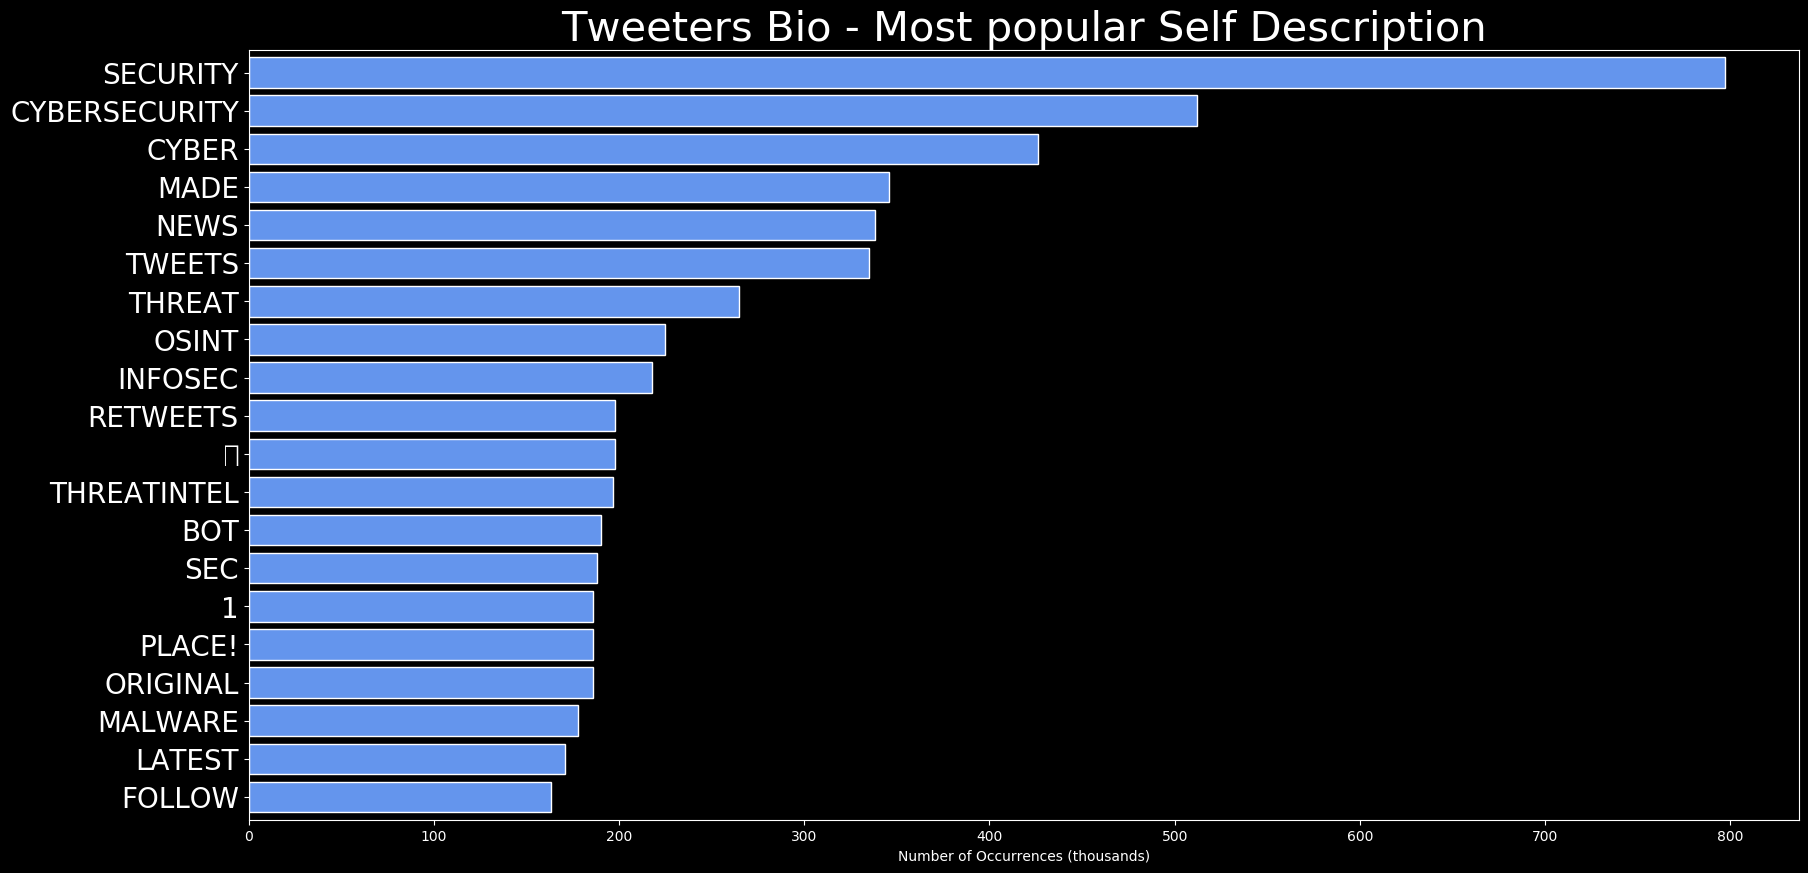 Tweeters Bio - Most popular Self Description
SECURITY
CYBERSECURITY
CYBER
MADE
NEWS
TWEETS
THREAT
OSINT
INFOSEC
RETWEETS
THREATINTEL
BOT
SEC
1
PLACE!
ORIGINAL
MALWARE
LATEST
FOLLOW
0 100 200 300 400 500 600 700 800
Number of Occurrences (thousands)